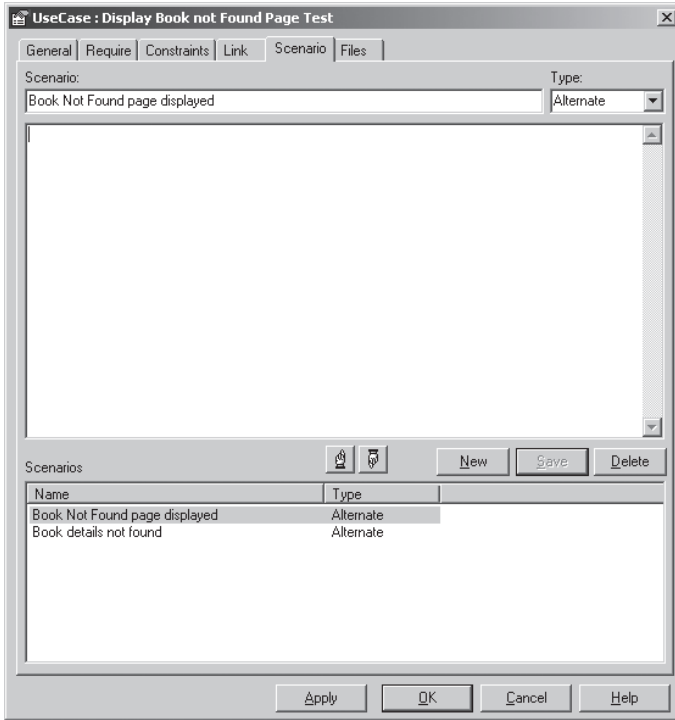 UseCase : Display Book not Found Page Test
General Require Constraints Link Scenario Files
Scenario: Type:
Book Not Found page displayed Alternate
Scenarios New Save Delete
Name Type
Book Not Found page displayed Alternate
Book details not found Alternate
Apply OK Cancel Help